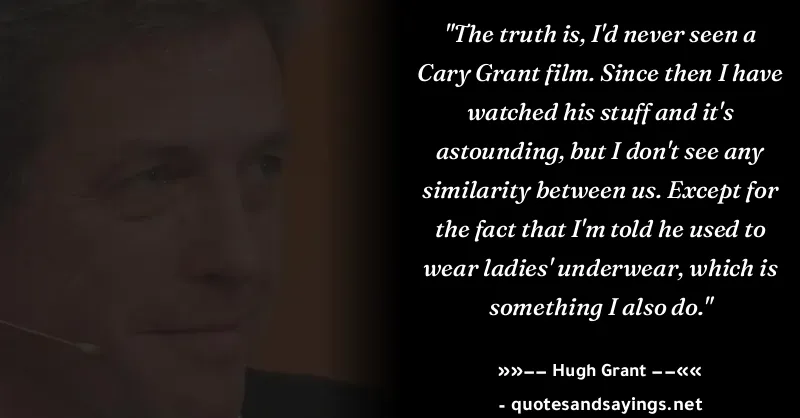 "The truth is, I'd never seen a
Cary Grant film. Since then I have
watched his stuff and it's
astounding, but I don't see any
similarity between us. Except for
the fact that I'm told he used to
wear ladies' underwear, which is
something I also do."
»»—— Hugh Grant ——««
- quotesandsayings.net